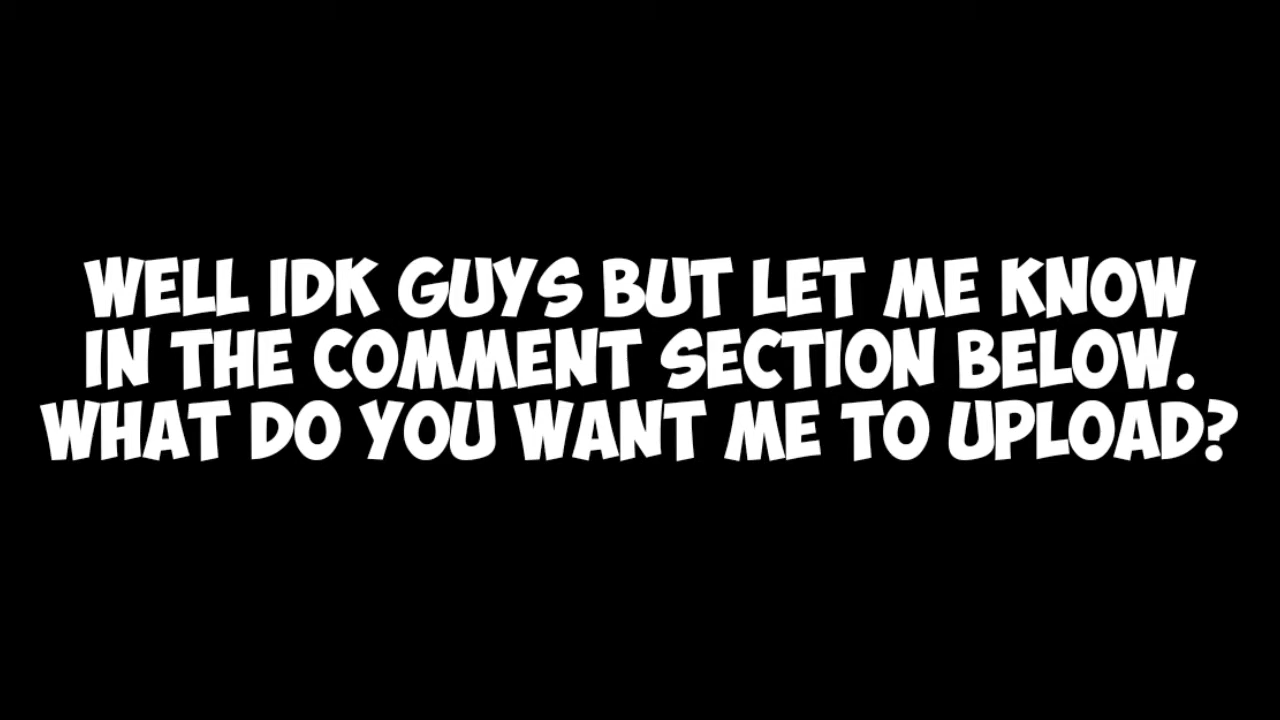 WELL IDK GUYS BUT LET ME KNOW
IN THE COMMENT SECTION BELOW.
WHAT DO YOU WANT ME TO UPLOAD?